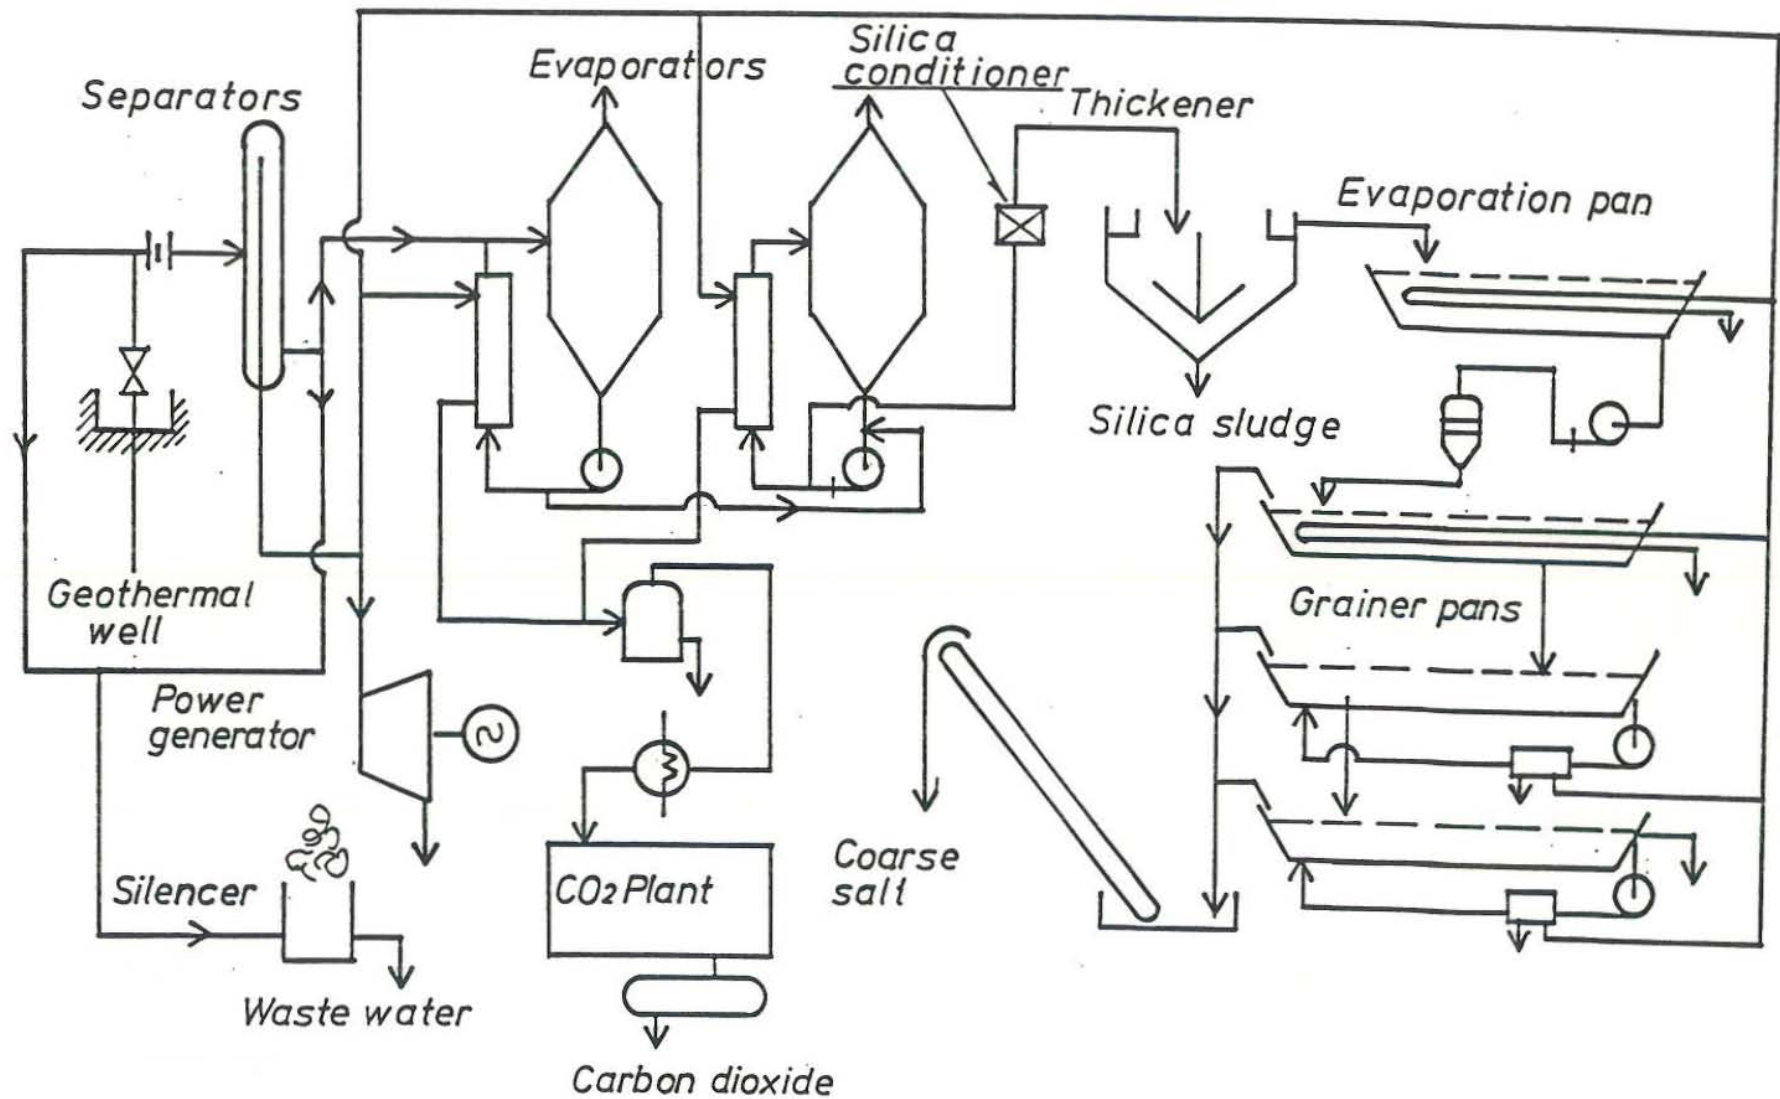 Silica
conditioner
Evaporators
Separators
Thickener
Evaporation pan
Silica sludge
Geothermal
well
Grainer pans
Power
generator
Coarse
salt
Silencer
CO2 Plant
Waste water
Carbon dioxide